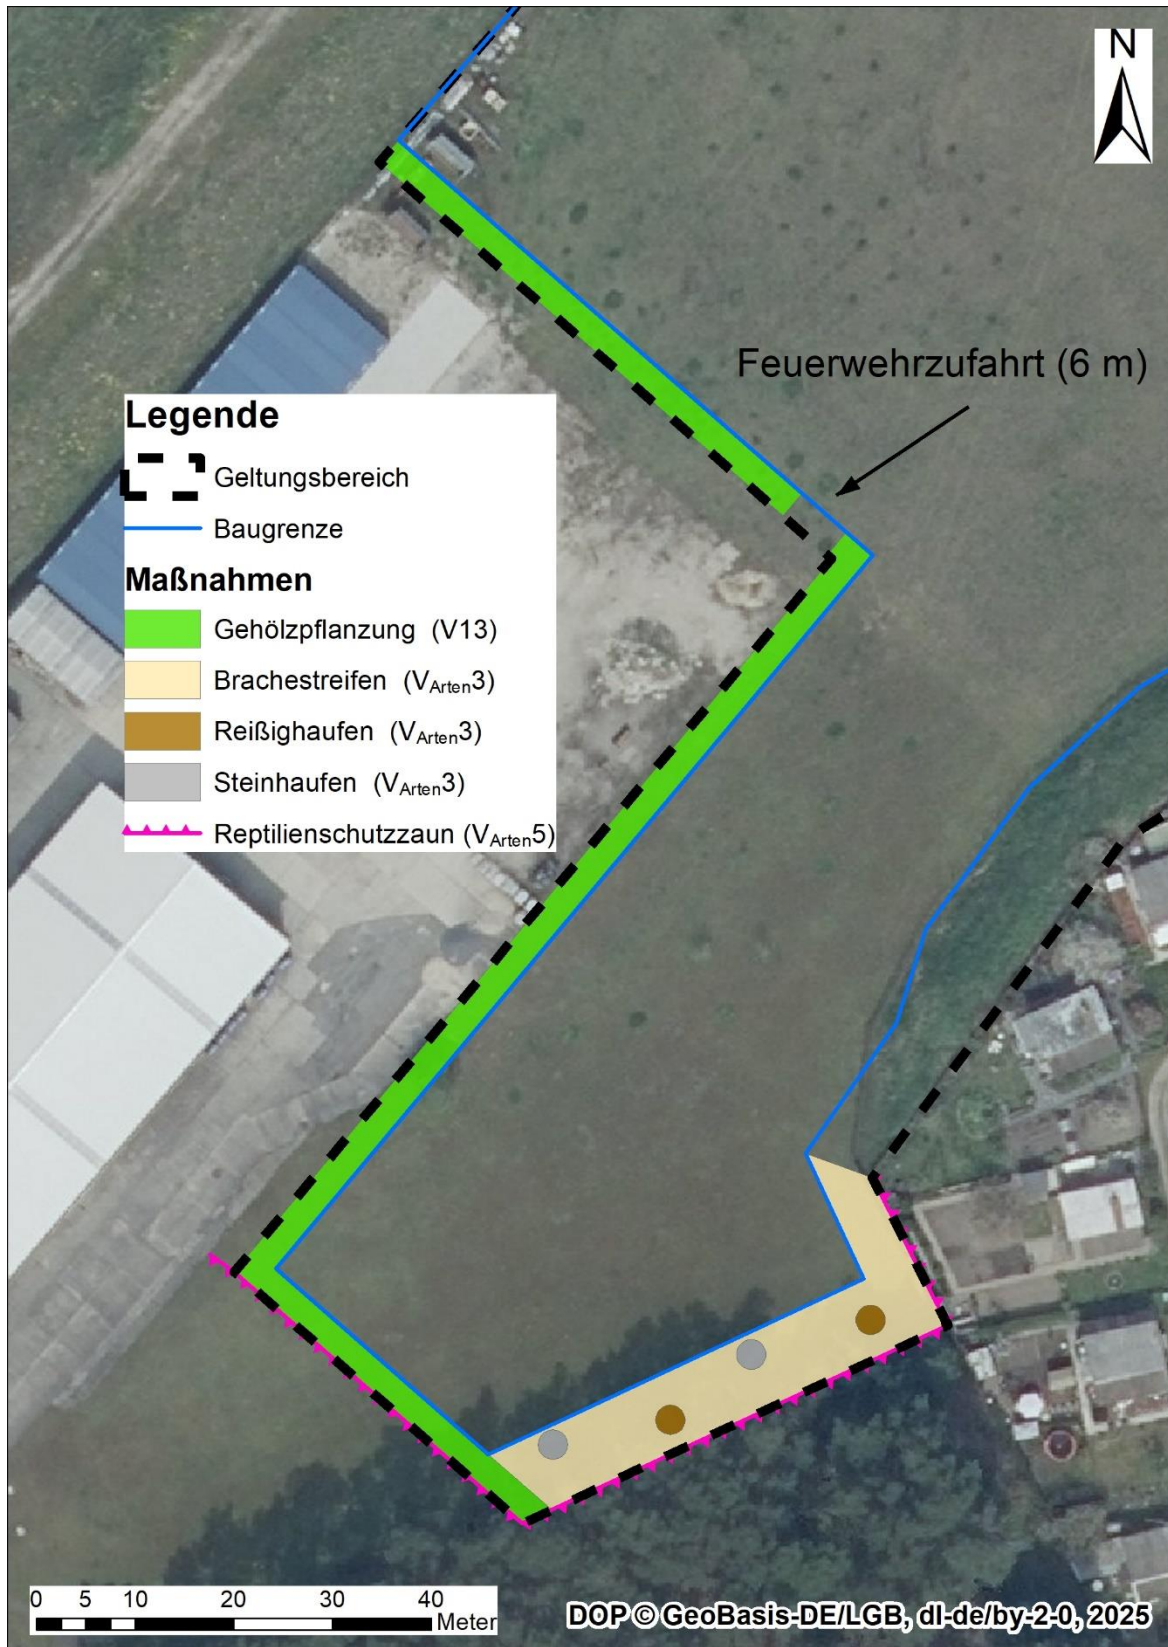 N
Feuerwehrzufahrt (6 m)
Legende
Geltungsbereich
Baugrenze
Maßnahmen
Gehölzpflanzung (V13)
Brachestreifen (VArten3)
Reißighaufen (VArten3)
Steinhaufen (VArten3)
Reptilienschutzzaun (VArten5)
0 5 10 20 30 40
Meter
DOP © GeoBasis-DE/LGB, dl-de/by-2-0, 2025